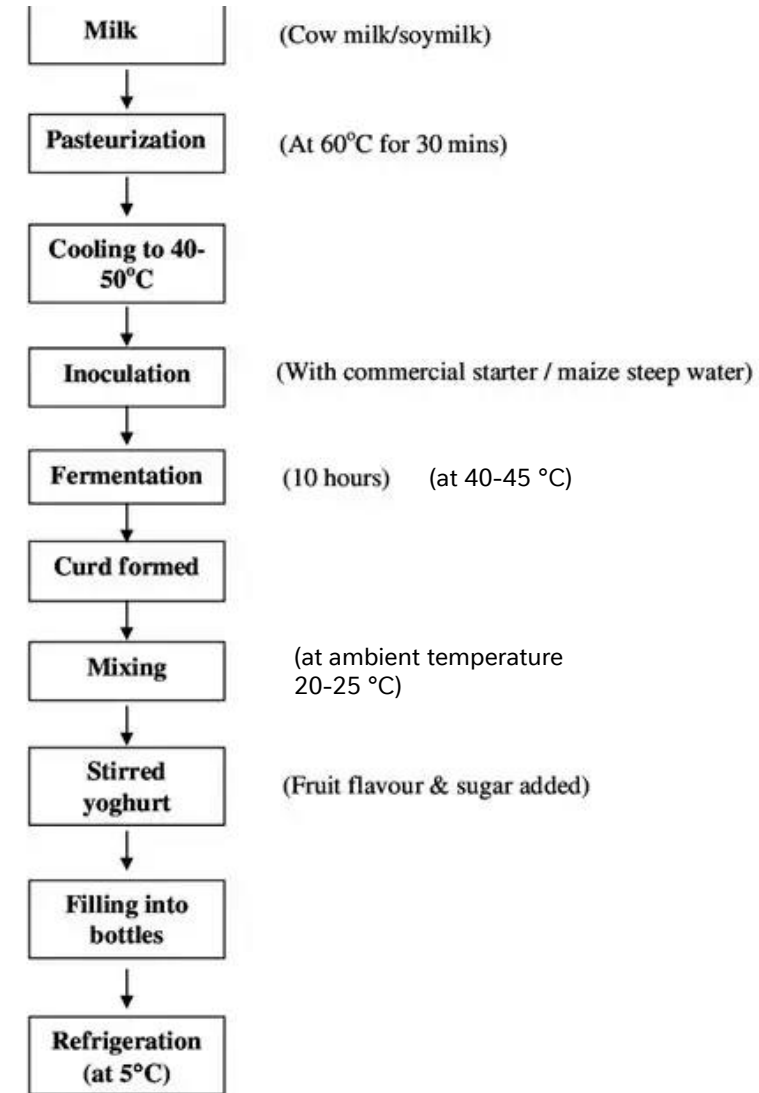 Milk
(Cow milk/soymilk)
Pasteurization
(At 60°C for 30 mins)
Cooling to 40-
50°C
Inoculation
(With commercial starter / maize steep water)
Fermentation
(10 hours)
(at 40-45 °C)
Curd formed
Mixing
(at ambient temperature
20-25 °C)
Stirred
yoghurt
(Fruit flavour & sugar added)
Filling into
bottles
Refrigeration
(at 5°C)